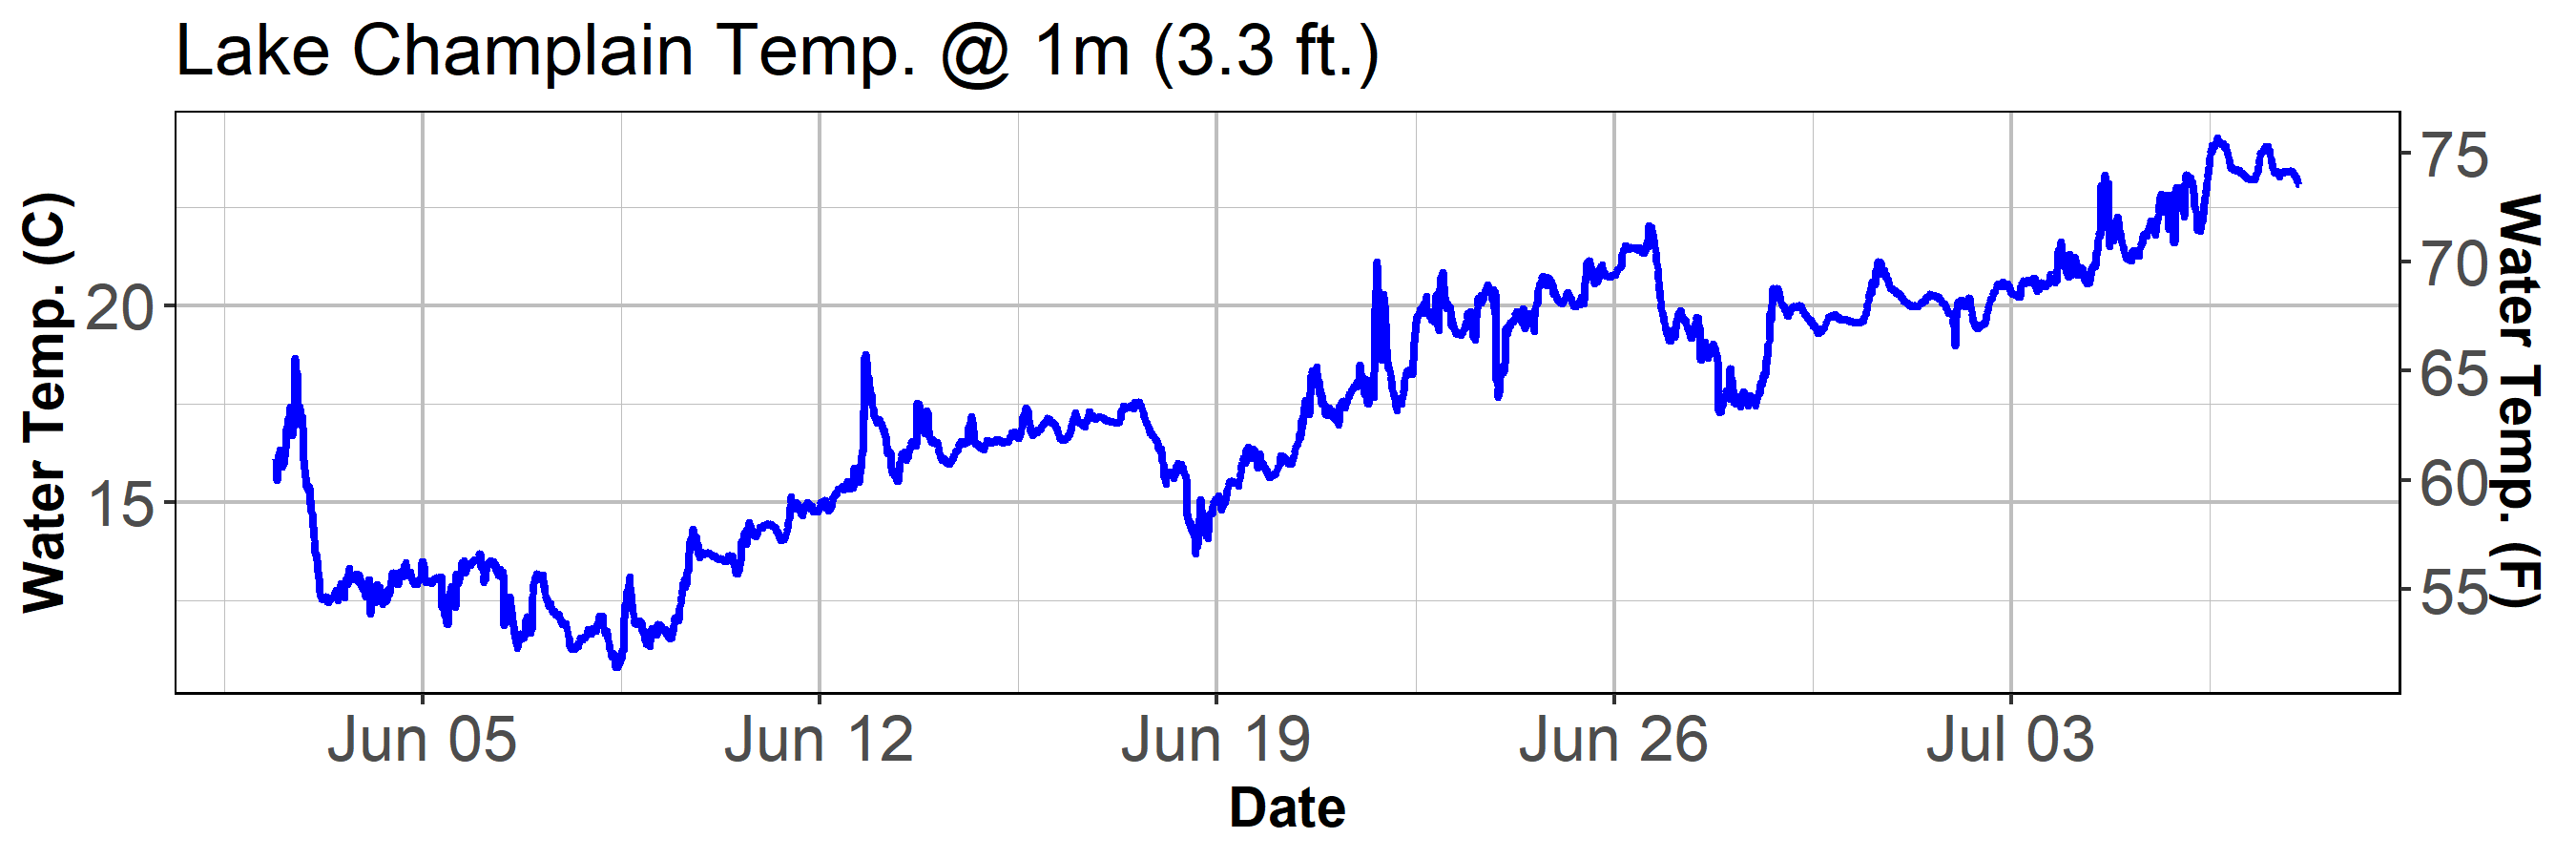 Lake Champlain Temp. @ 1m (3.3 ft.)
Water Temp. (C)
20
15
75
70
65
60
55
Water Temp. (F)
Jun 05
Jun 12
Jun 19
Jun 26
Jul 03
Date